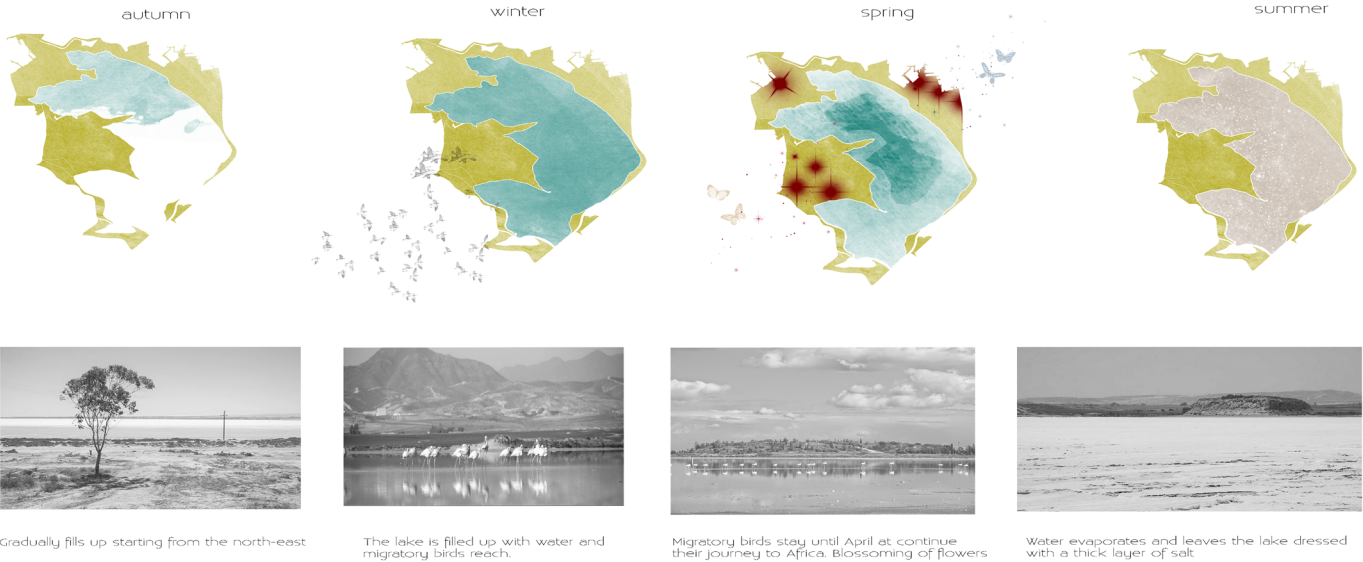 autumn
winter
spring
summer
Gradually fills up starting from the north-east
The lake is filled up with water and
migratory birds reach.
Migratory birds stay until April at continue
their journey to Africa. Blossoming of flowers
Water evaporates and leaves the lake dressed
with a thick layer of salt